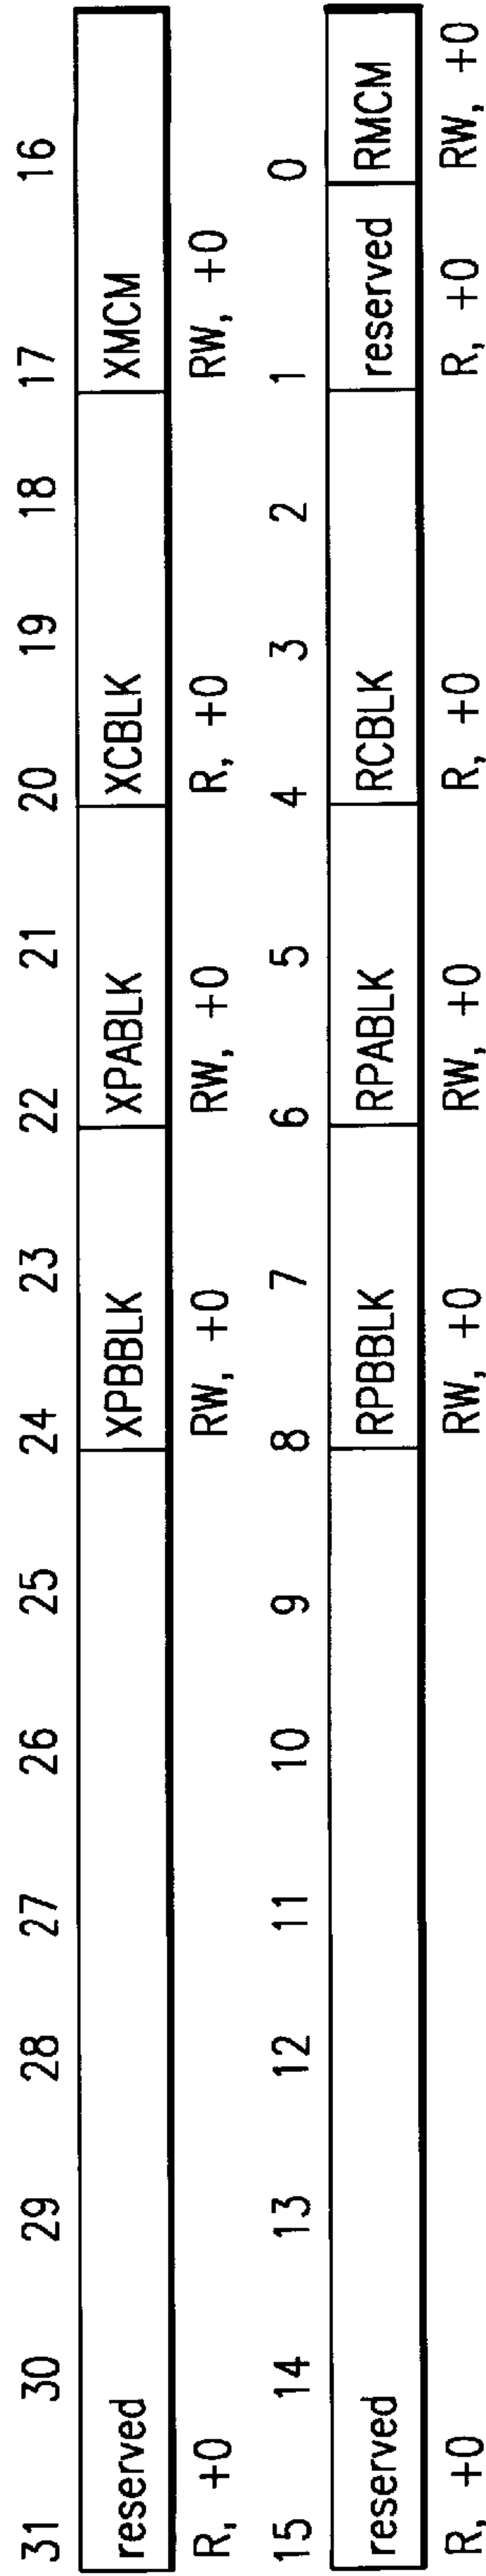 31 30 29 28 27 26 25 24 23 22 21 20 19 18 17 16
reserved XPBBLK XPABLK XCBLK XMCM
R, +0 RW, +0 RW, +0 R, +0 RW, +0
15 14 13 12 11 10 9 8 7 6 5 4 3 2 1 0
reserved RPBBLK RPABLK RCBLK reserved RMCM
R, +0 RW, +0 RW, +0 R, +0 R, +0 RW, +0